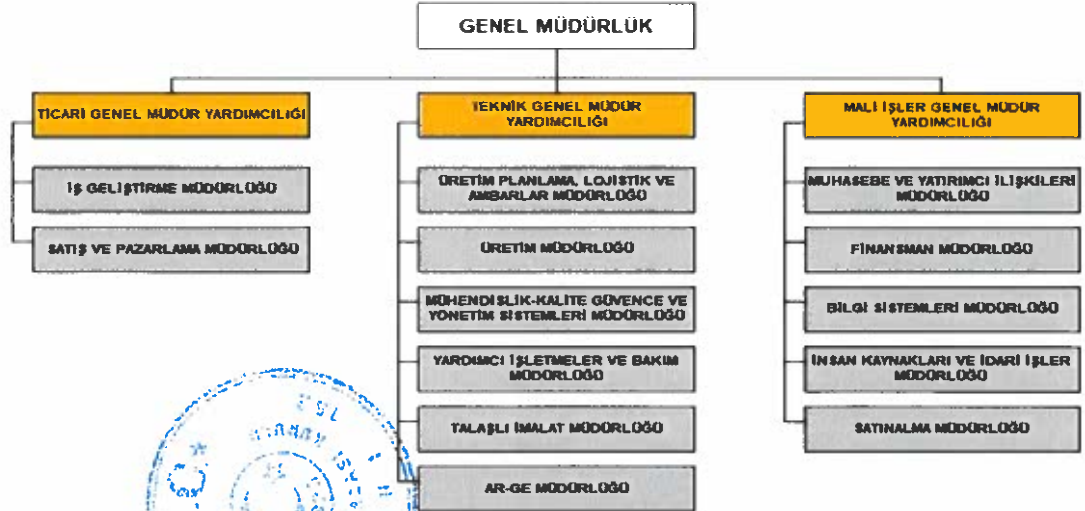 GENEL MÜDÜRLÜK
TİCARİ GENEL MÜDÜR YARDIMCILIĞI
İŞ GELİŞTİRME MÜDÜRLÜĞÜ
SATIŞ VE PAZARLAMA MÜDÜRLÜĞÜ
TEKNİK GENEL MÜDÜR
YARDIMCILIĞI
ÜRETİM PLANLAMA, LOJİSTİK VE
AMBARLAR MÜDÜRLÜĞÜ
ÜRETİM MÜDÜRLÜĞÜ
MÜHENDİSLİK-KALİTE GÜVENCE VE
YÖNETİM SİSTEMLERİ MÜDÜRLÜĞÜ
YARDIMCI İŞLETMELER VE BAKIM
MÜDÜRLÜĞÜ
TALAŞLI İMALAT MÜDÜRLÜĞÜ
AR-GE MÜDÜRLÜĞÜ
MALİ İŞLER GENEL MÜDÜR
YARDIMCILIĞI
MUHASEBE VE YATIRIMCI İLİŞKİLERİ
MÜDÜRLÜĞÜ
FİNANSMAN MÜDÜRLÜĞÜ
BİLGİ SİSTEMLERİ MÜDÜRLÜĞÜ
İNSAN KAYNAKLARI VE İDARİ İŞLER
MÜDÜRLÜĞÜ
SATINALMA MÜDÜRLÜĞÜ